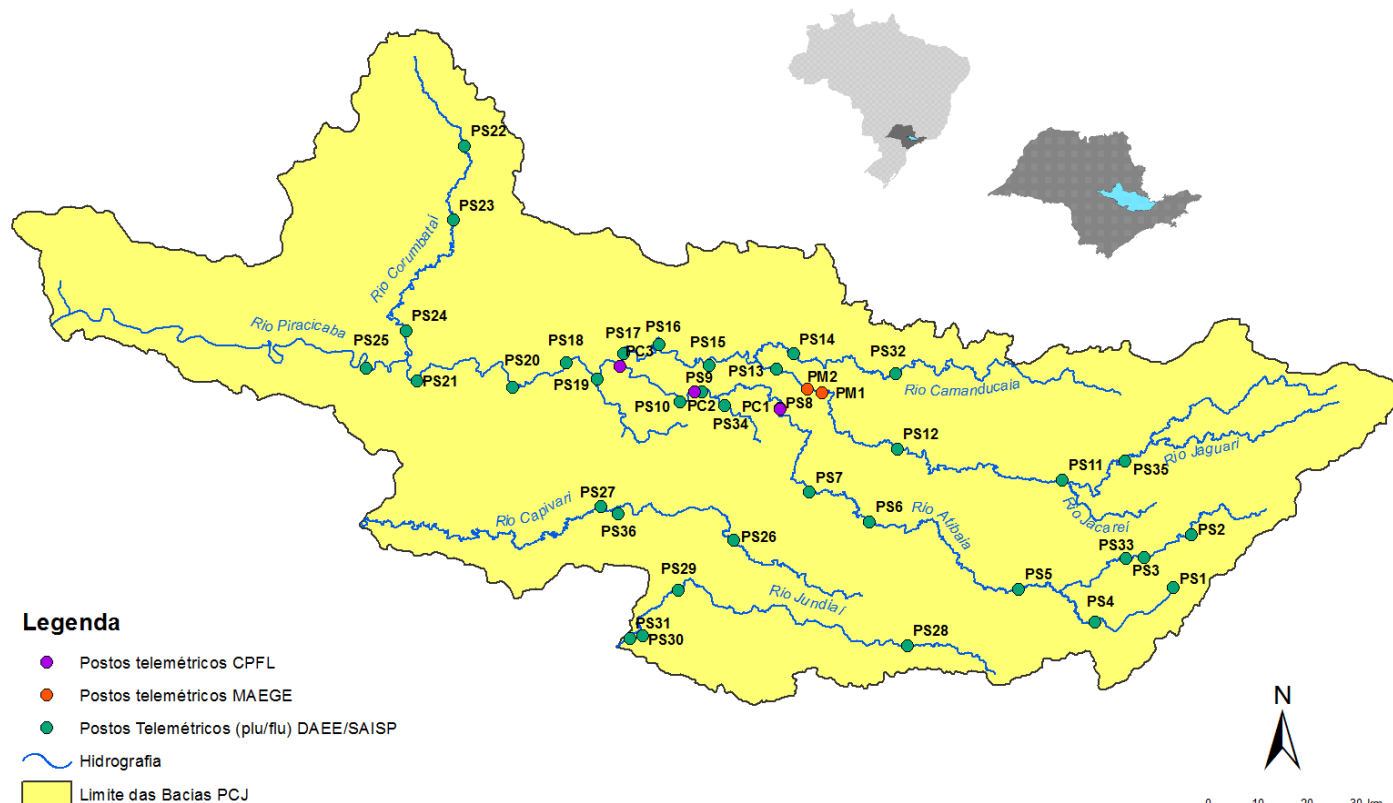 PS22
PS23
Rio Corumbataí
Rio Piracicaba
PS24
PS25
PS21
PS20
PS18
PS19
PS17
PC3
PS16
PS15
PS14
PS13
PS32
Rio Camanducaia
PM2
PM1
PS9
PS10
PC2
PS34
PC1
PS8
PS12
PS11
PS35
Rio Jaguari
Rio Jacareí
PS7
PS6
Rio Atibaia
PS27
PS36
Rio Capivari
PS26
PS2
PS33
PS3
PS1
PS5
PS4
PS29
Rio Jundiaí
PS31
PS30
PS28
Legenda
Postos telemétricos CPFL
Postos telemétricos MAEGE
Postos Telemétricos (plu/flu) DAEE/SAISP
Hidrografia
Limite das Bacias PCJ
N